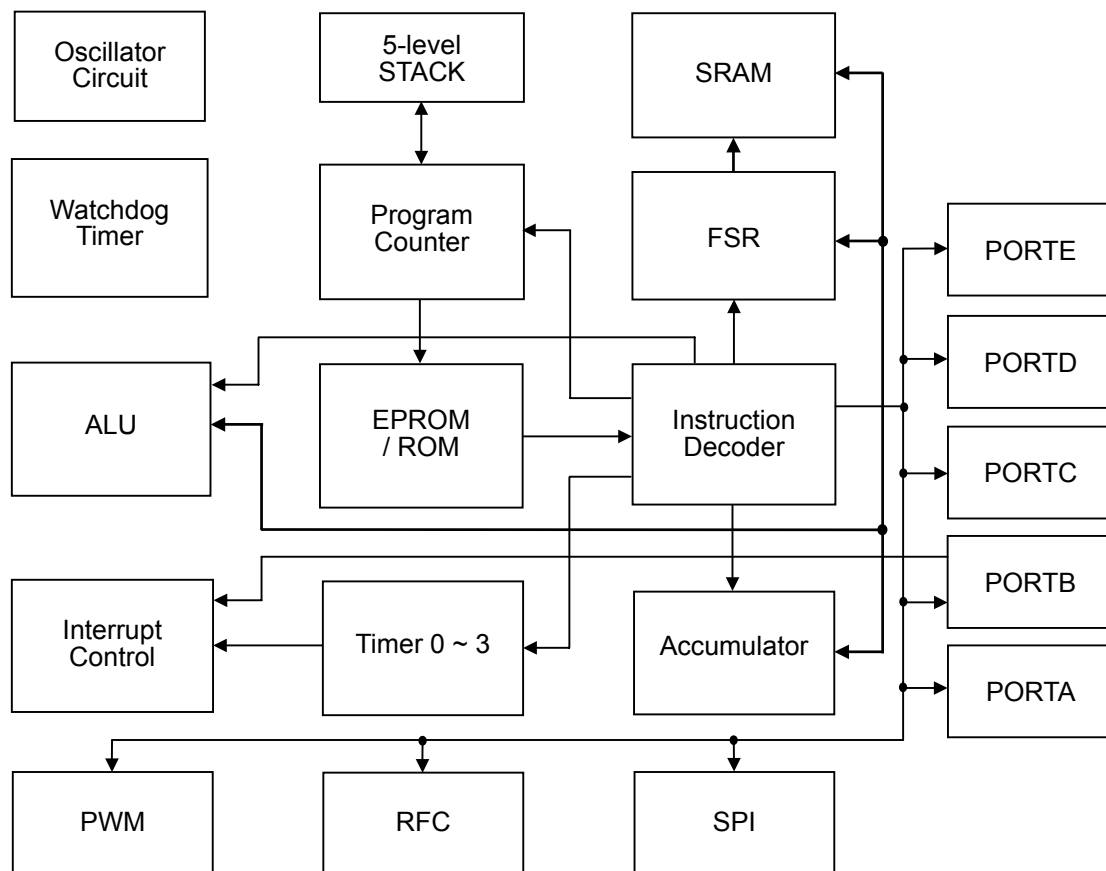 Oscillator
Circuit
5-level
STACK
SRAM
Watchdog
Timer
Program
Counter
FSR
PORTE
PORTD
ALU
EPROM
/ ROM
Instruction
Decoder
PORTC
PORTB
Interrupt
Control
Timer 0 ~ 3
Accumulator
PORTA
PWM
RFC
SPI